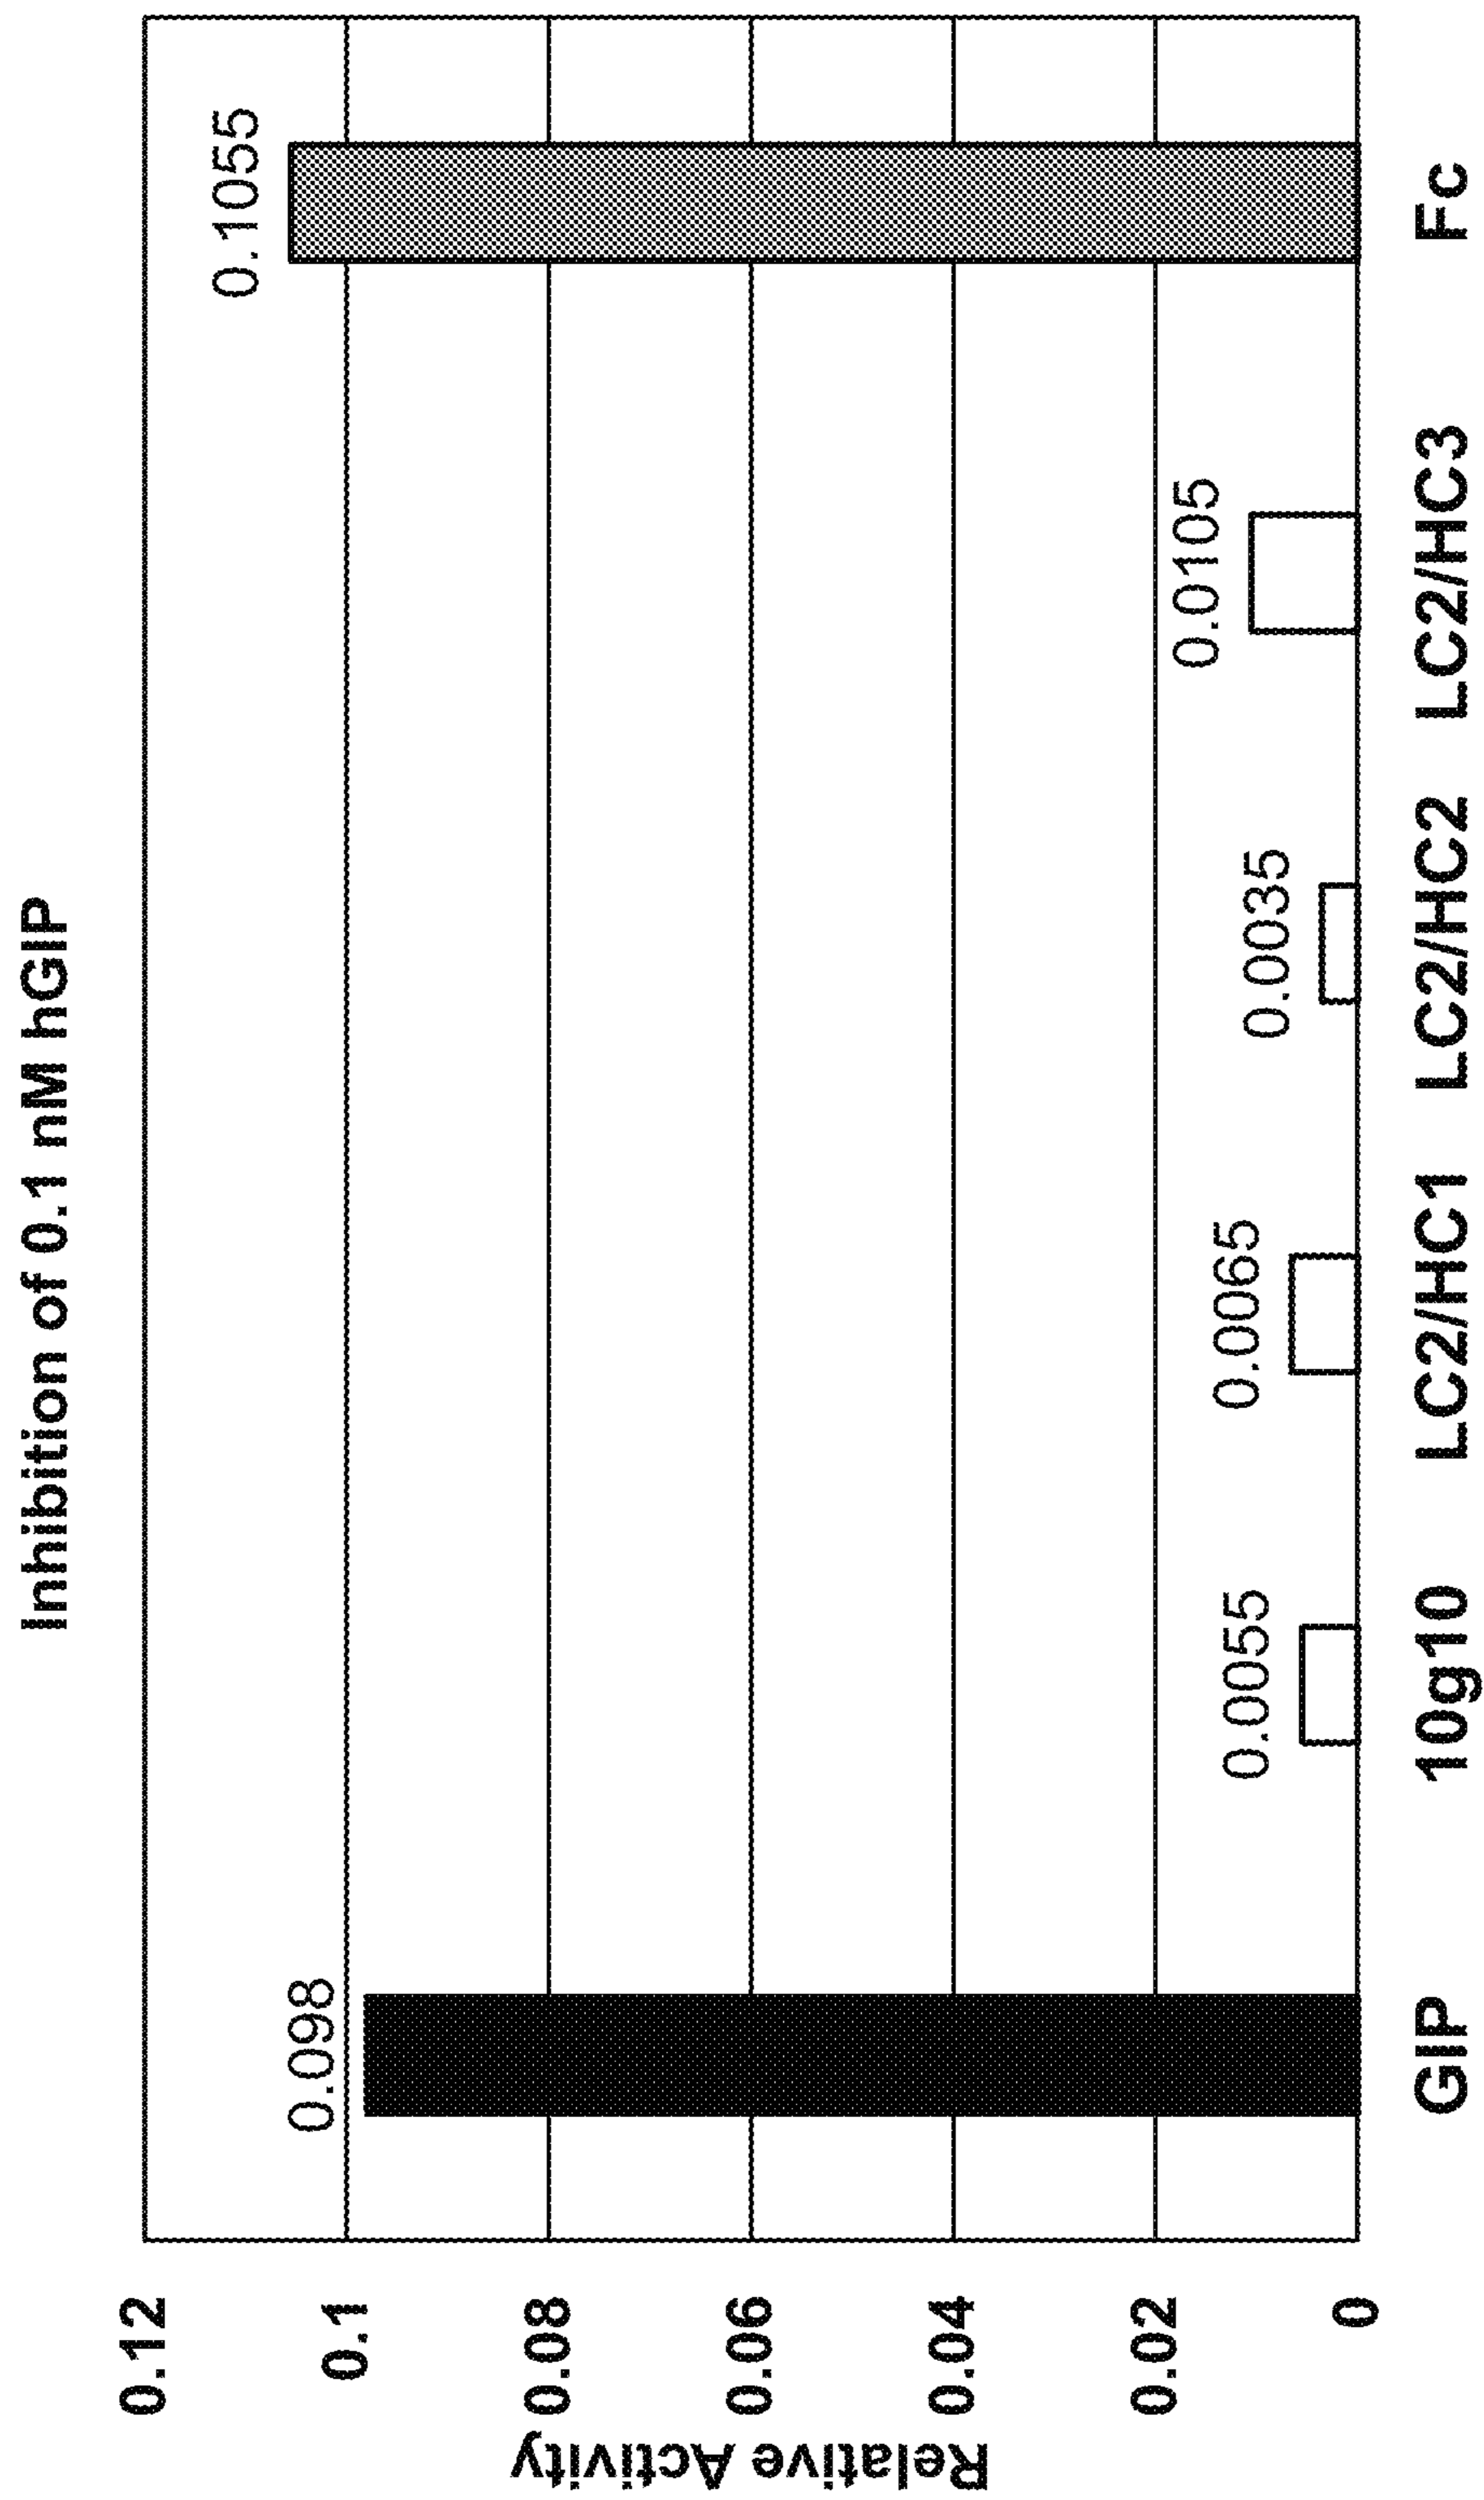 Inhibition of 0.1 nM hGIP
Relative Activity
0.12
0.1
0.08
0.06
0.04
0.02
0
0.098
0.0055
0.0065
0.0035
0.0105
0.1055
GIP
10g10
LC2/HC1
LC2/HC2
LC2/HC3
Fc